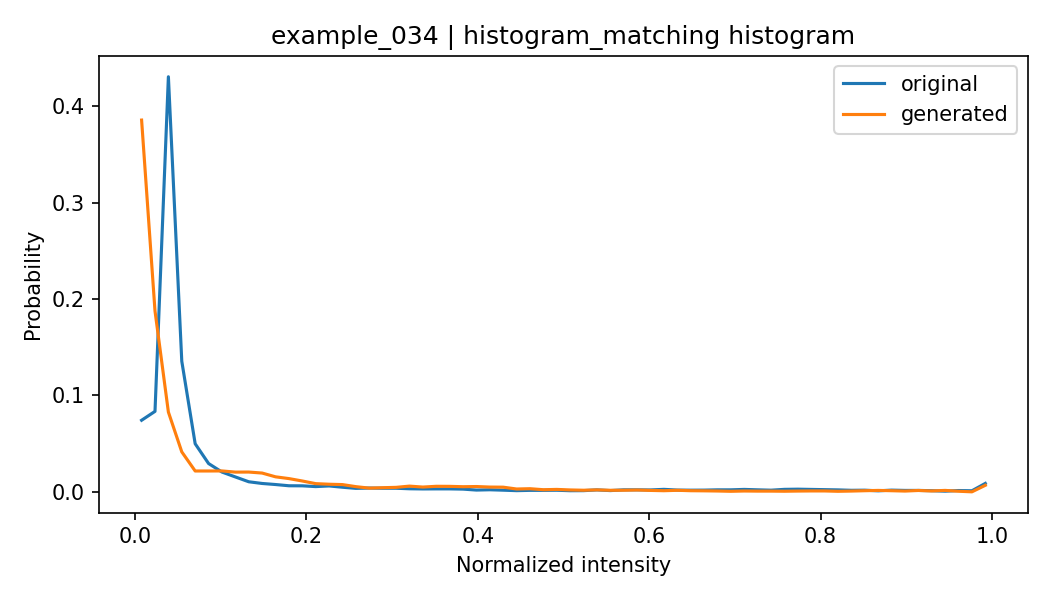 example_034 | histogram_matching histogram
original
generated
Probability
0.4
0.3
0.2
0.1
0.0
0.0 0.2 0.4 0.6 0.8 1.0
Normalized intensity